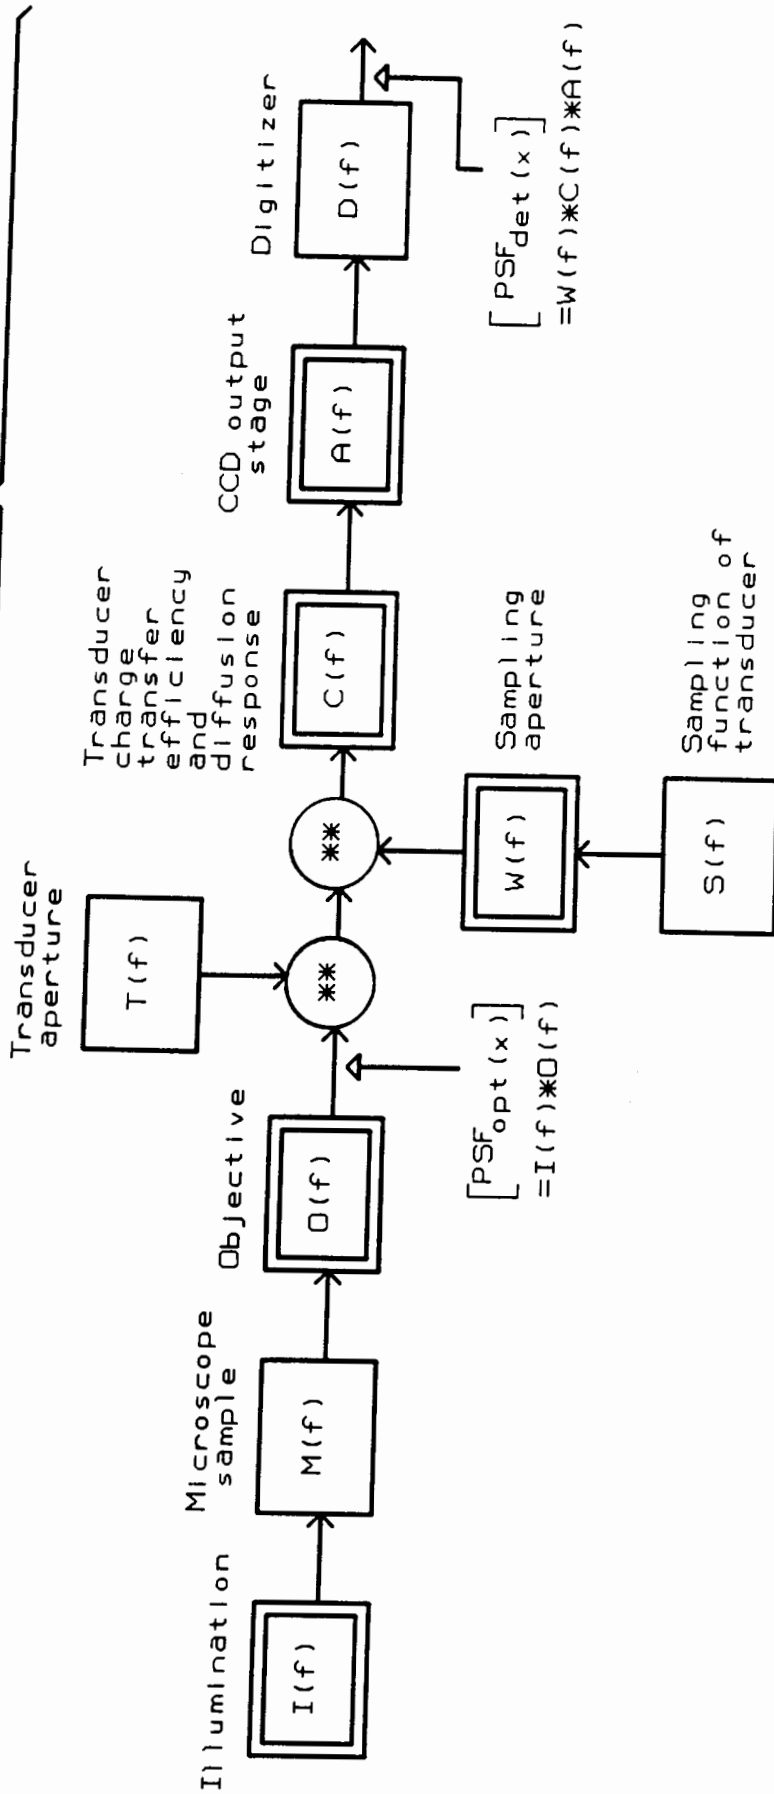 Illumination
I(f)
Microscope
sample
M(f)
Objective
O(f)
[PSFopt(x)]
=I(f)*O(f)
Transducer
aperture
T(f)
**
**
Transducer
charge
transfer
efficiency
and
diffusion
response
C(f)
Sampling
aperture
W(f)
Sampling
function of
transducer
S(f)
CCD output
stage
A(f)
Digitizer
D(f)
[PSFdet(x)]
=W(f)*C(f)*A(f)